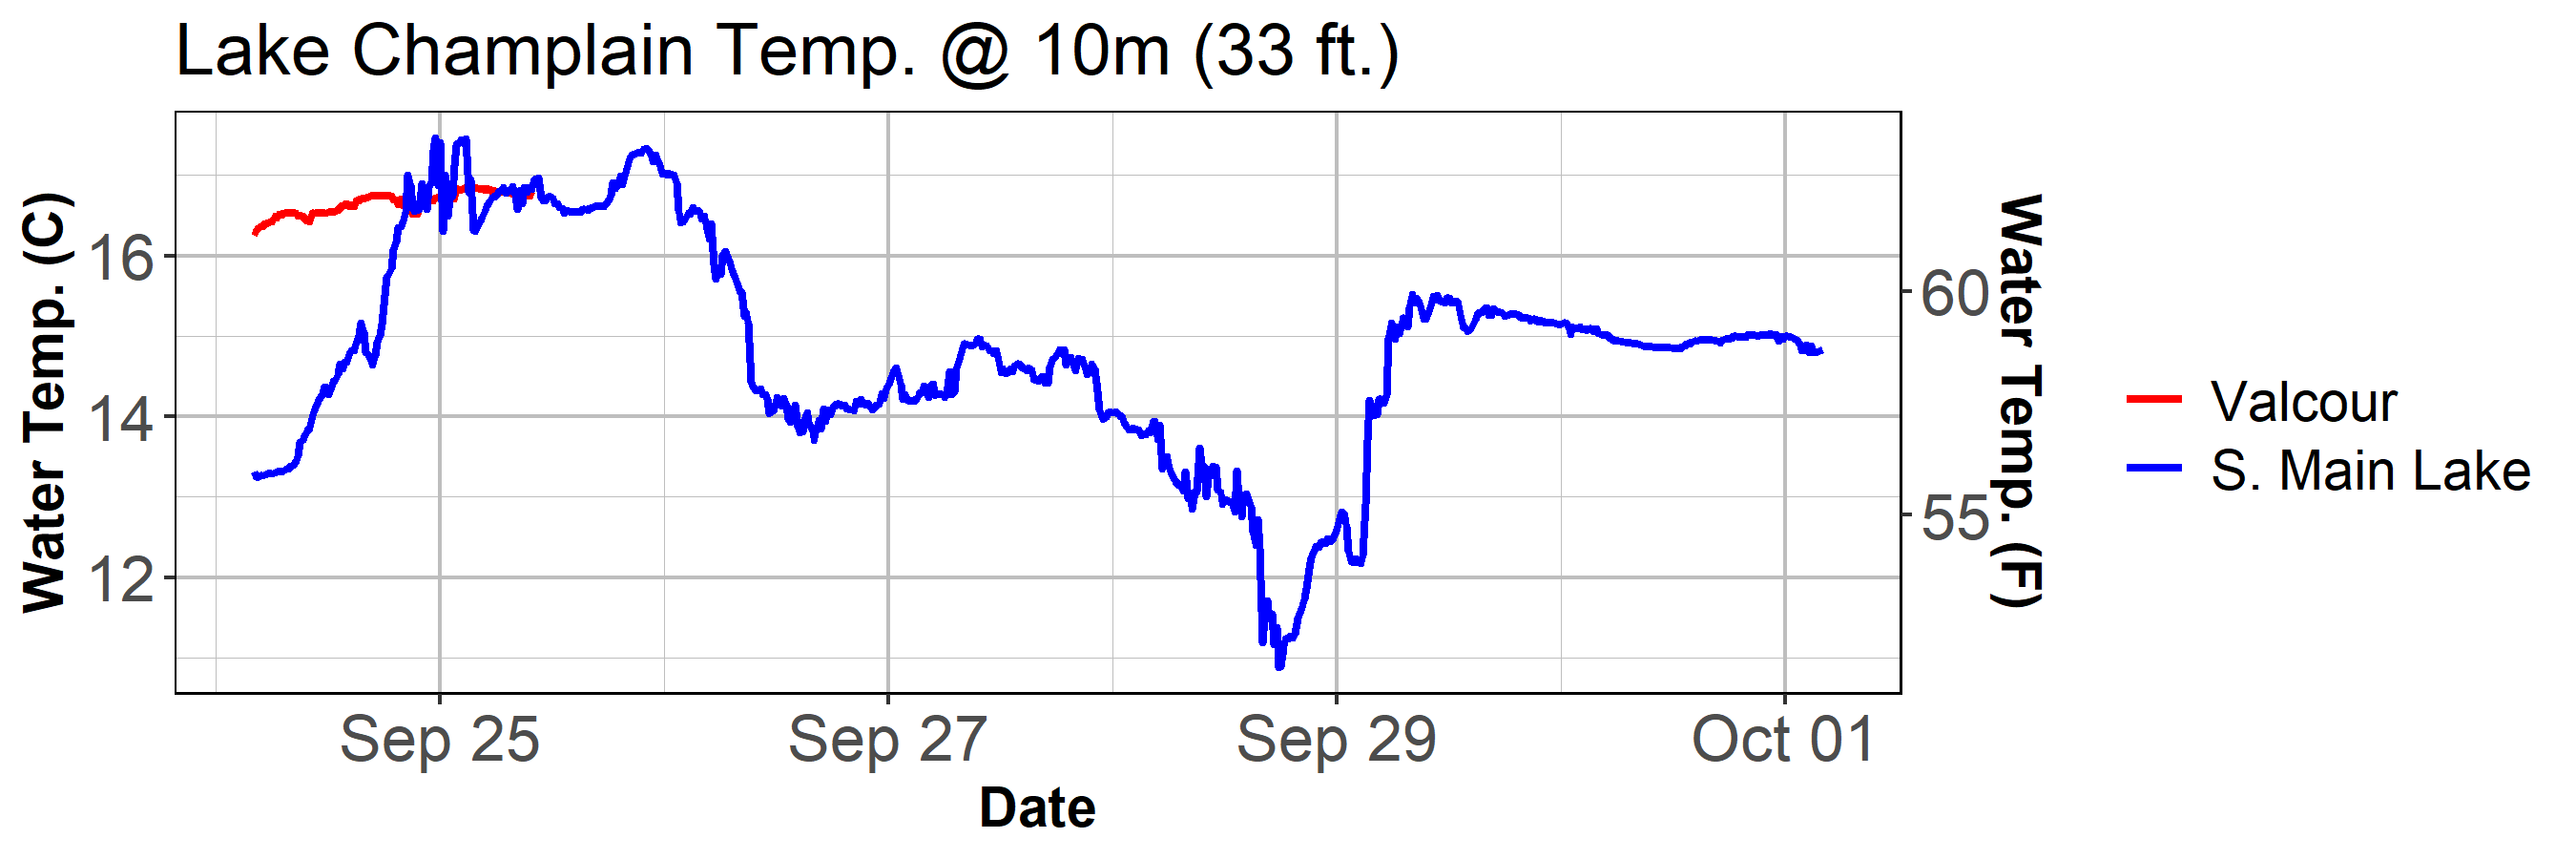 Lake Champlain Temp. @ 10m (33 ft.)
Water Temp. (C)
16
14
12
60
55
Water Temp. (F)
Sep 25
Sep 27
Sep 29
Oct 01
Date
Valcour
S. Main Lake